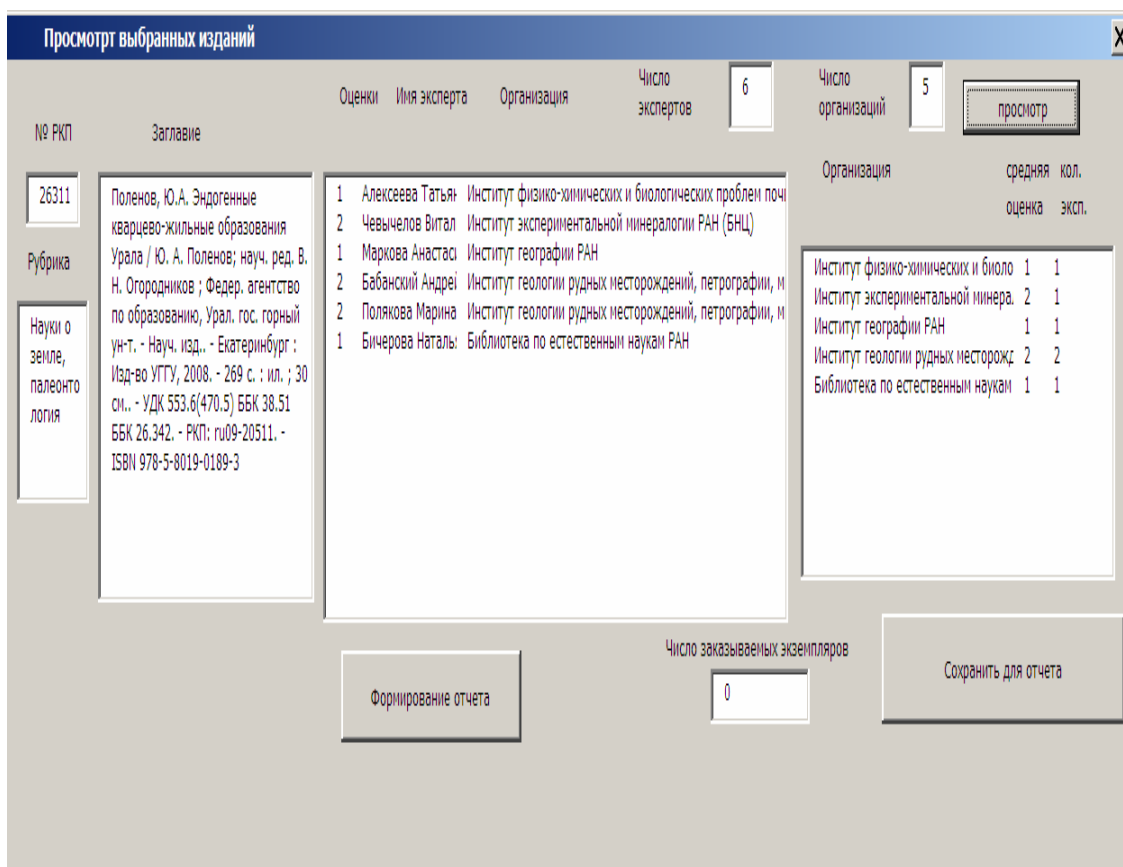 Просмотрт выбранных изданий
Оценки Имя эксперта Организация
Число экспертов
6
Число организаций
5
просмотр
№ РКП
Заглавие
26311
Рубрика
Науки о
земле,
палеонто
логия
Поленов, Ю.А. Эндогенные
кварцево-жильные образования
Урала / Ю. А. Поленов; науч. ред. В.
Н. Огородников ; Федер. агентство
по образованию, Урал. гос. горный
ун-т. - Науч. изд.. - Екатеринбург :
Изд-во УГГУ, 2008. - 269 с. : ил. ; 30
см.. - УДК 553.6(470.5) ББК 38.51
ББК 26.342. - РКП: ru09-20511. -
ISBN 978-5-8019-0189-3
1 Алексеева Татьян Институт физико-химических и биологических проблем почв
2 Чевычелов Витал Институт экспериментальной минералогии РАН (БНЦ)
1 Маркова Анастас Институт географии РАН
2 Бабанский Андрей Институт геологии рудных месторождений, петрографии, м
2 Полякова Марина Институт геологии рудных месторождений, петрографии, м
1 Бичерова Наталь Библиотека по естественным наукам РАН
Организация средняя оценка кол. эксп.
Институт физико-химических и биоло 1 1
Институт экспериментальной минера. 2 1
Институт географии РАН 1 1
Институт геологии рудных месторож 2 2
Библиотека по естественным наукам 1 1
Формирование отчета
Число заказываемых экземпляров
0
Сохранить для отчета